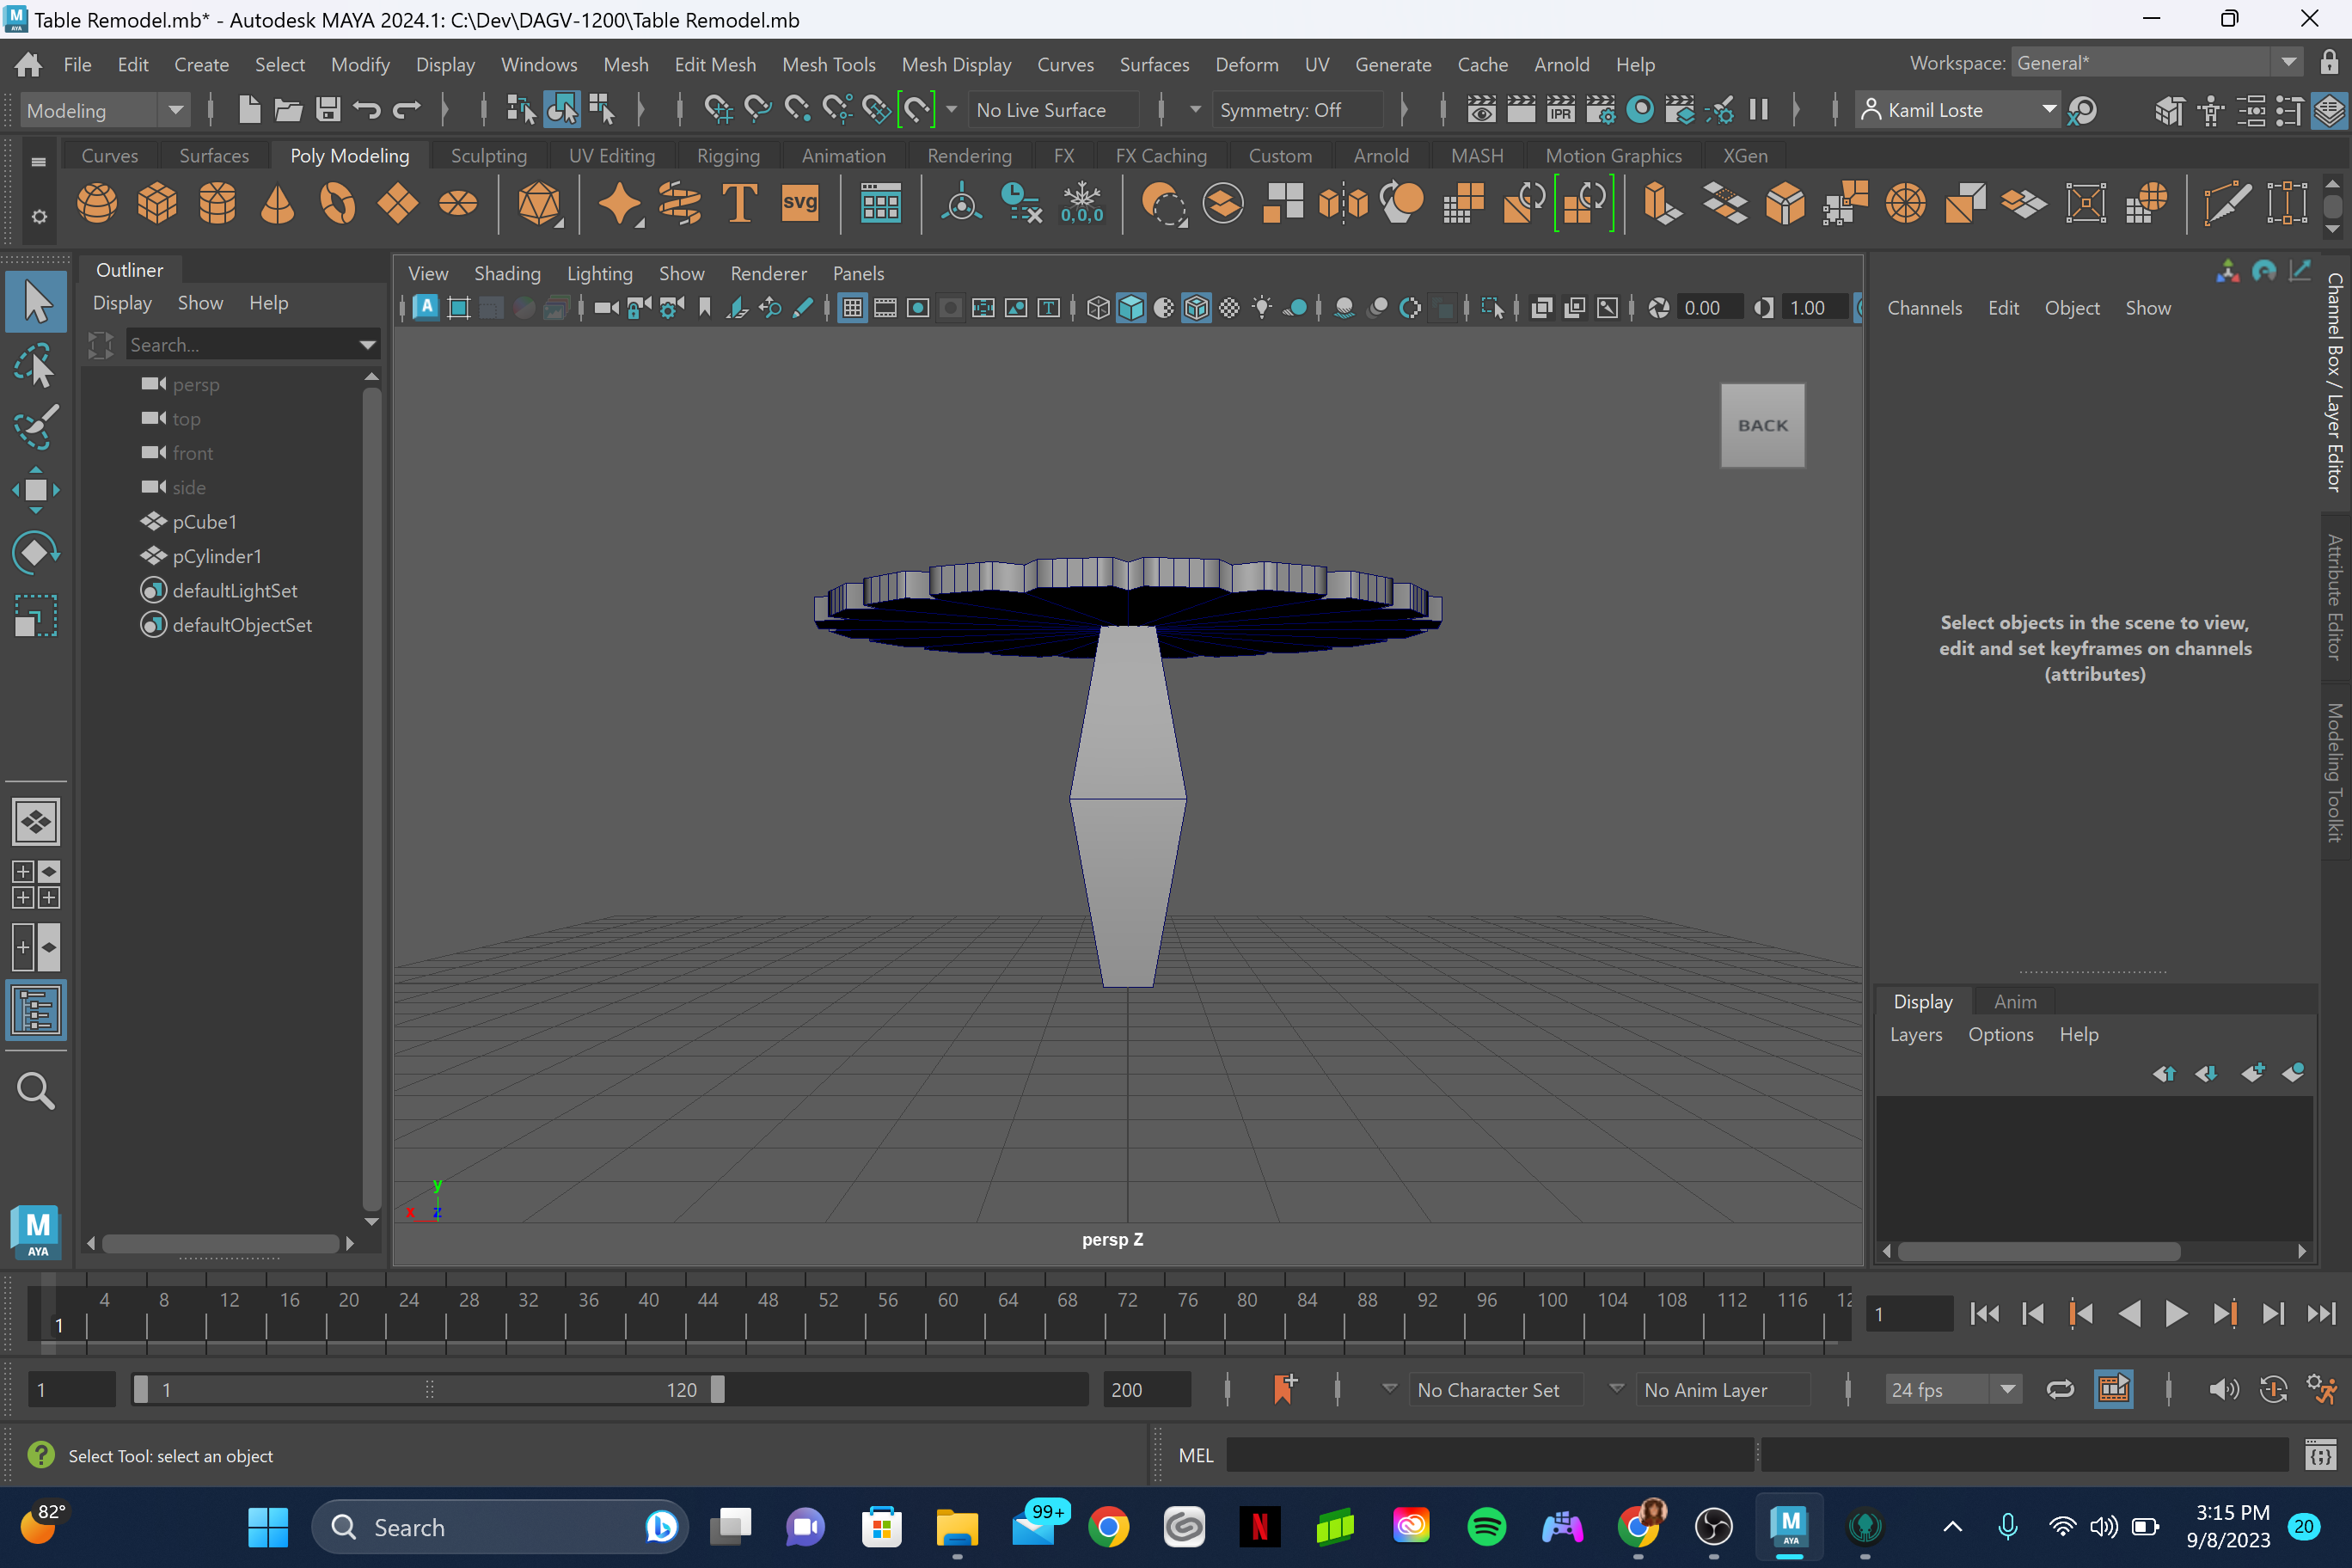 Table Remodel.mb* - Autodesk MAYA 2024.1: C:\Dev\DAGV-1200\Table Remodel.mb
File Edit Create Select Modify Display Windows Mesh Edit Mesh Mesh Tools Mesh Display Curves Surfaces Deform UV Generate Cache Arnold Help Workspace: General*
Modeling No Live Surface Symmetry: Off IPR Kamil Loste
Curves Surfaces Poly Modeling Sculpting UV Editing Rigging Animation Rendering FX FX Caching Custom Arnold MASH Motion Graphics XGen
T svg 0,0,0
Outliner
Display Show Help
Search...
persp
top
front
side
pCube1
pCylinder1
defaultLightSet
defaultObjectSet
View Shading Lighting Show Renderer Panels
0.00 1.00
BACK
y
x z
persp Z
Channels Edit Object Show
Select objects in the scene to view,
edit and set keyframes on channels
(attributes)
Channel Box / Layer Editor
Attribute Editor
Modeling Toolkit
Display Anim
Layers Options Help
M
AYA
4 8 12 16 20 24 28 32 36 40 44 48 52 56 60 64 68 72 76 80 84 88 92 96 100 104 108 112 116 12
1 1
1 1 120 200 No Character Set No Anim Layer 24 fps
Select Tool: select an object MEL
82° Search 99+ N M AYA 3:15 PM 20
9/8/2023